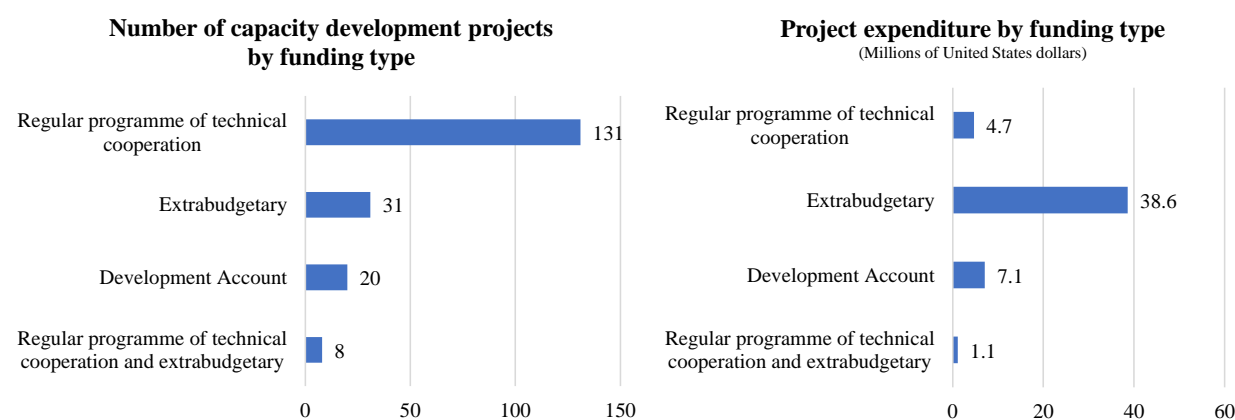 Number of capacity development projects
by funding type
Regular programme of technical
cooperation
131
Extrabudgetary
31
Development Account
20
Regular programme of technical
cooperation and extrabudgetary
8
0 50 100 150
Project expenditure by funding type
(Millions of United States dollars)
Regular programme of technical
cooperation
4.7
Extrabudgetary
38.6
Development Account
7.1
Regular programme of technical
cooperation and extrabudgetary
1.1
0 20 40 60